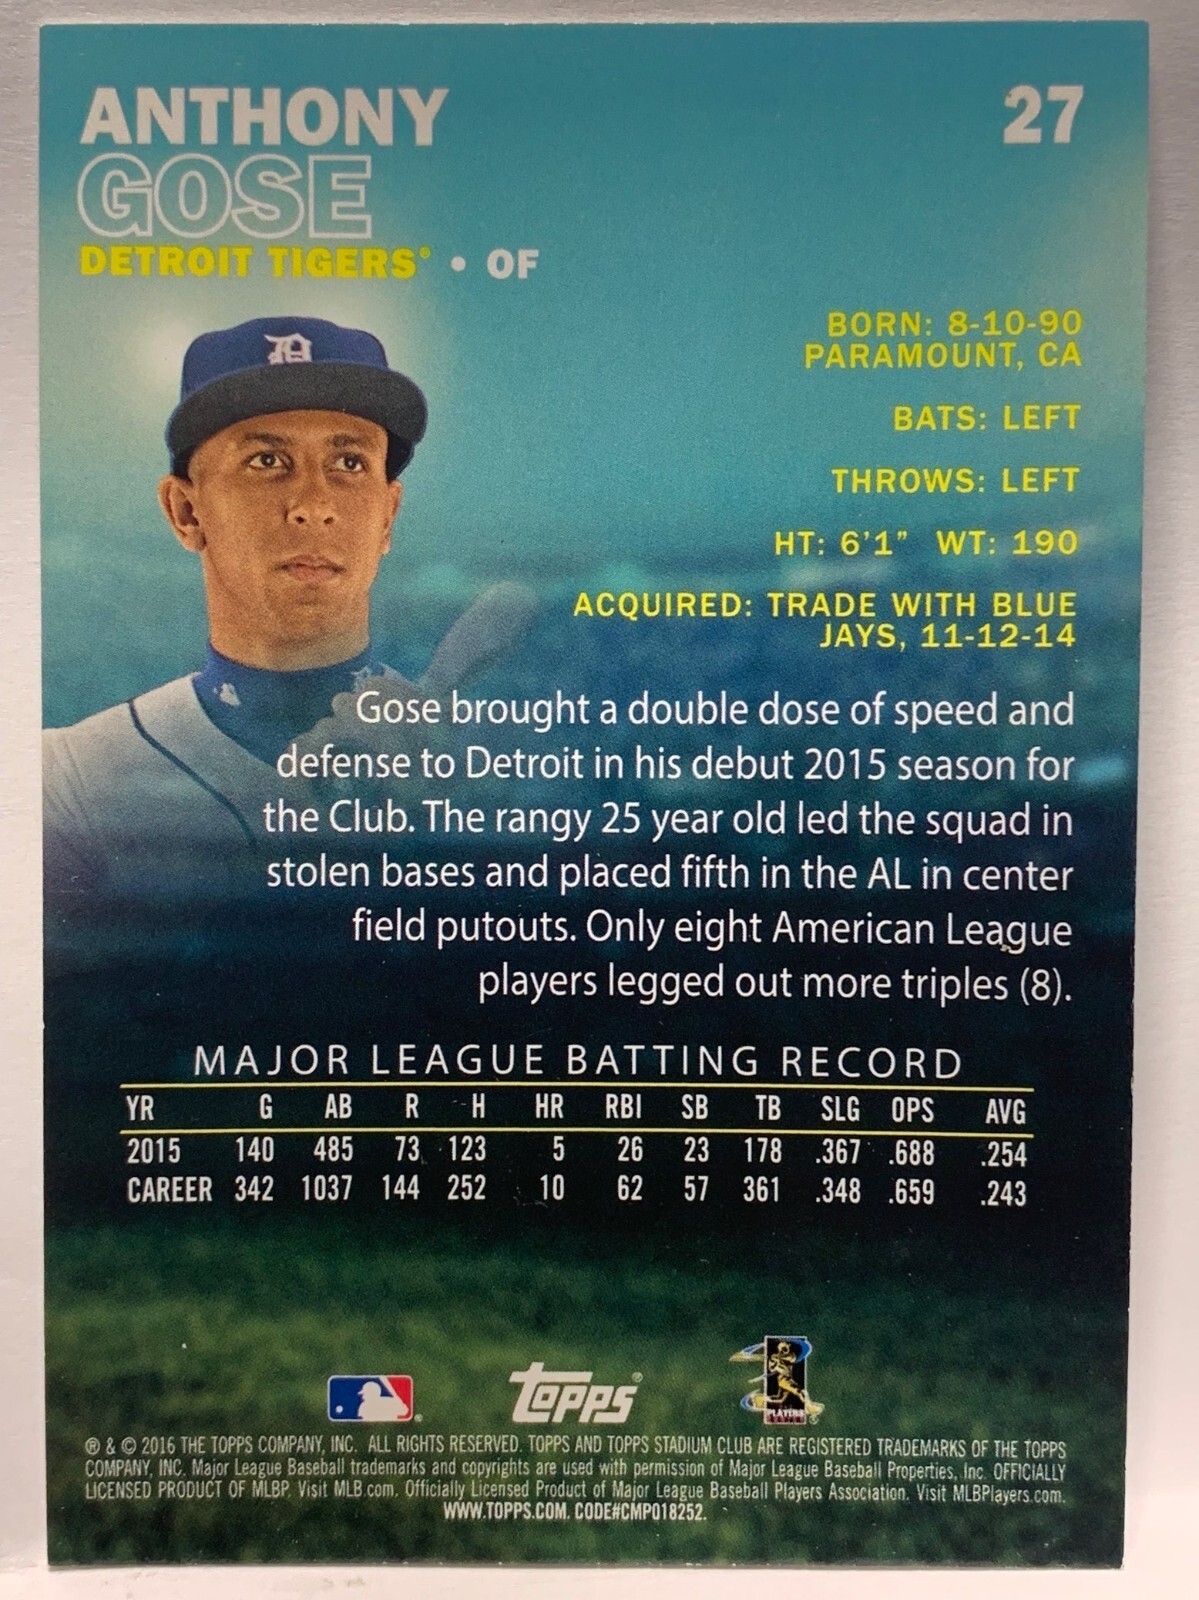 ANTHONY
27
GOSE
DETROIT TIGERS® • OF
BORN: 8-10-90
PARAMOUNT, CA
BATS: LEFT
THROWS: LEFT
HT: 6'1" WT: 190
ACQUIRED: TRADE WITH BLUE
JAYS, 11-12-14
Gose brought a double dose of speed and
defense to Detroit in his debut 2015 season for
the Club. The rangy 25 year old led the squad in
stolen bases and placed fifth in the AL in center
field putouts. Only eight American League
players legged out more triples (8).
MAJOR LEAGUE BATTING RECORD
YR G AB R H HR RBI SB TB SLG OPS AVG
2015 140 485 73 123 5 26 23 178 .367 .688 .254
CAREER 342 1037 144 252 10 62 57 361 .348 .659 .243
Topps®
PLAYERS
® & © 2016 THE TOPPS COMPANY, INC. ALL RIGHTS RESERVED. TOPPS AND TOPPS STADIUM CLUB ARE REGISTERED TRADEMARKS OF THE TOPPS
COMPANY, INC. Major League Baseball trademarks and copyrights are used with permission of Major League Baseball Properties, Inc. OFFICIALLY
LICENSED PRODUCT OF MLBP. Visit MLB.com. Officially Licensed Product of Major League Baseball Players Association. Visit MLBPlayers.com.
WWW.TOPPS.COM. CODE#CMP018252.